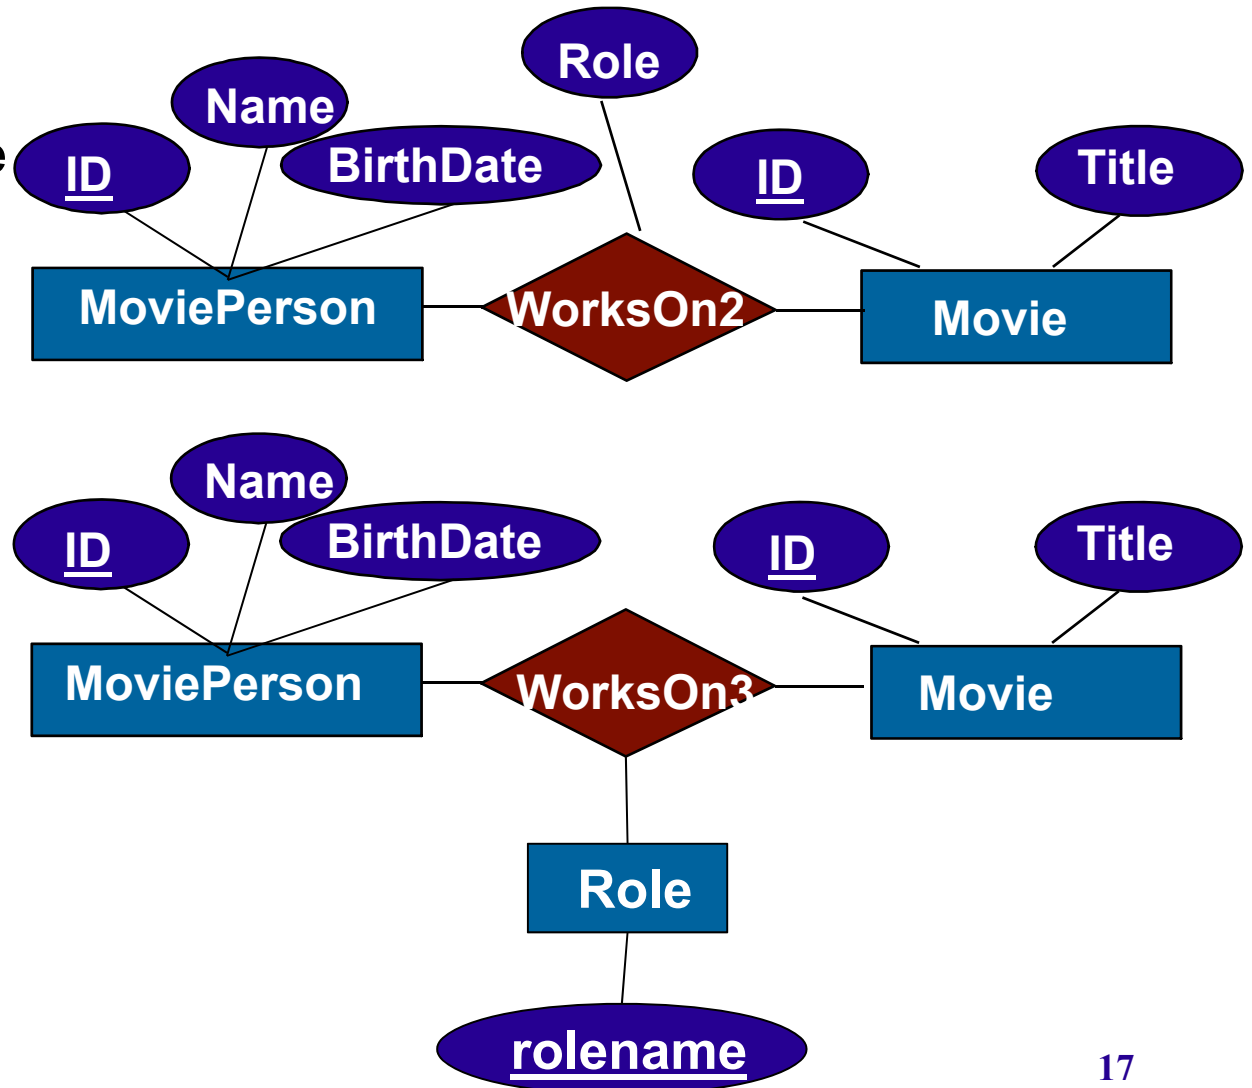 Role
Name
e
ID
BirthDate
ID
Title
MoviePerson
WorksOn2
Movie
Name
ID
BirthDate
ID
Title
MoviePerson
WorksOn3
Movie
Role
rolename
17